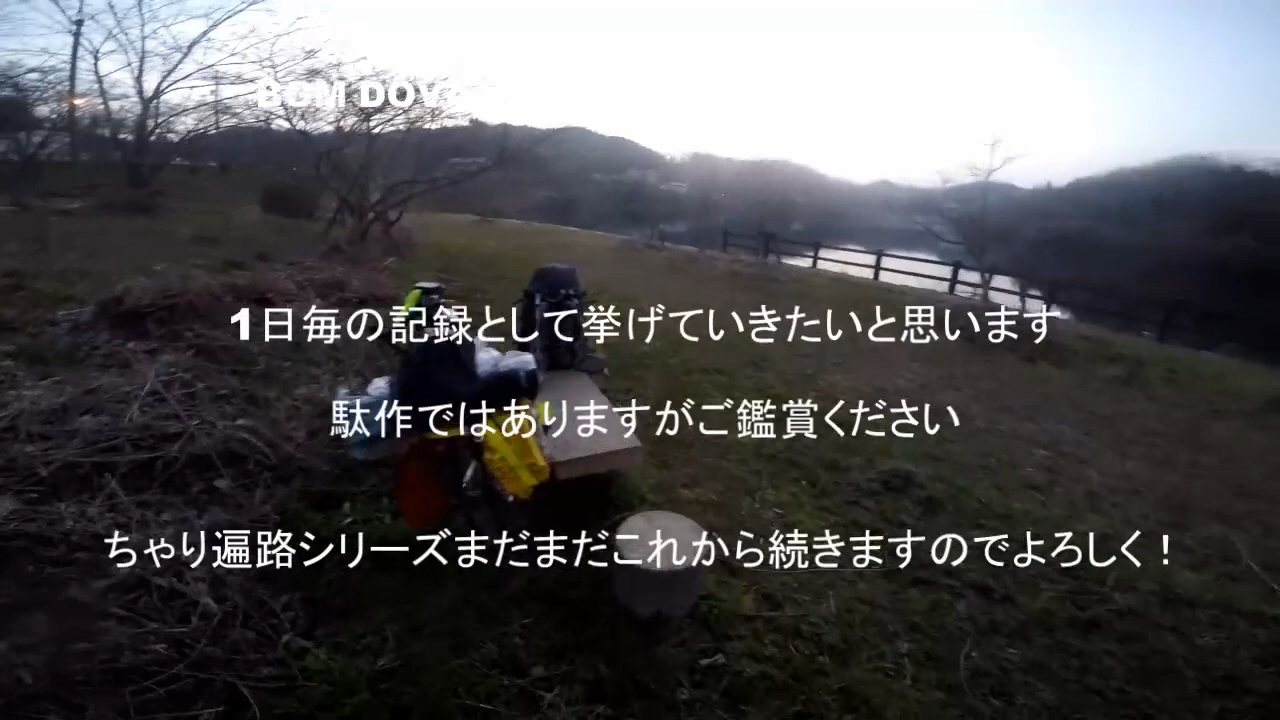 BGM DOV
1日毎の記録として挙げていきたいと思います
駄作ではありますがご鑑賞ください
ちゃり遍路シリーズまだまだこれから続きますのでよろしく！